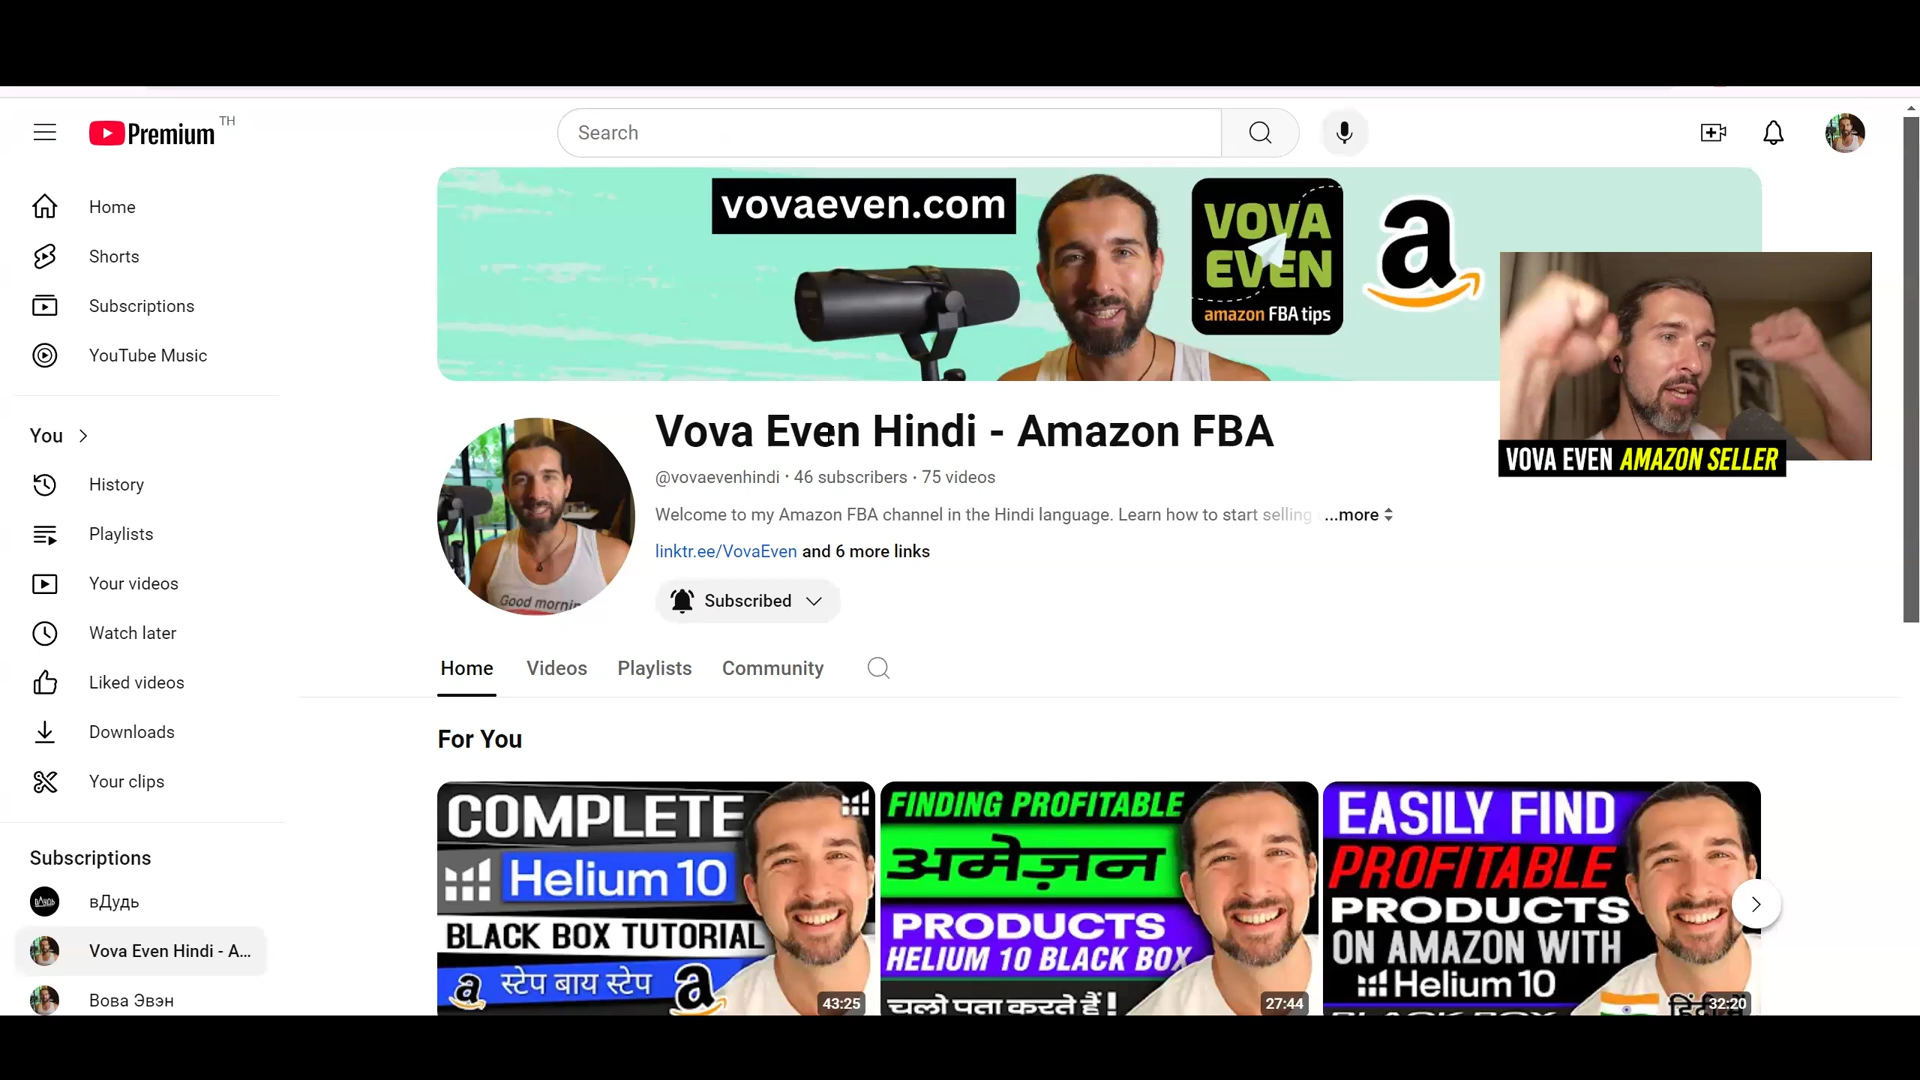 Premium TH
Search
Home
Shorts
Subscriptions
YouTube Music
You
History
Playlists
Your videos
Watch later
Liked videos
Downloads
Your clips
Subscriptions
вДудь
Vova Even Hindi - A...
Вова Эвэн
vovaeven.com
VOVA
EVEN
amazon FBA tips
a
VOVA EVEN AMAZON SELLER
Vova Even Hindi - Amazon FBA
@vovaevenhindi · 46 subscribers · 75 videos
Welcome to my Amazon FBA channel in the Hindi language. Learn how to start selling ...more
linktr.ee/VovaEven and 6 more links
Good mornin
Subscribed
Home Videos Playlists Community
For You
COMPLETE
Helium 10
BLACK BOX TUTORIAL
a स्टेप बाय स्टेप a
43:25
FINDING PROFITABLE
अमेज़न
PRODUCTS
HELIUM 10 BLACK BOX
चलो पता करते हैं !
27:44
EASILY FIND
PROFITABLE
PRODUCTS
ON AMAZON WITH
Helium 10
BLACK BOX
32:20